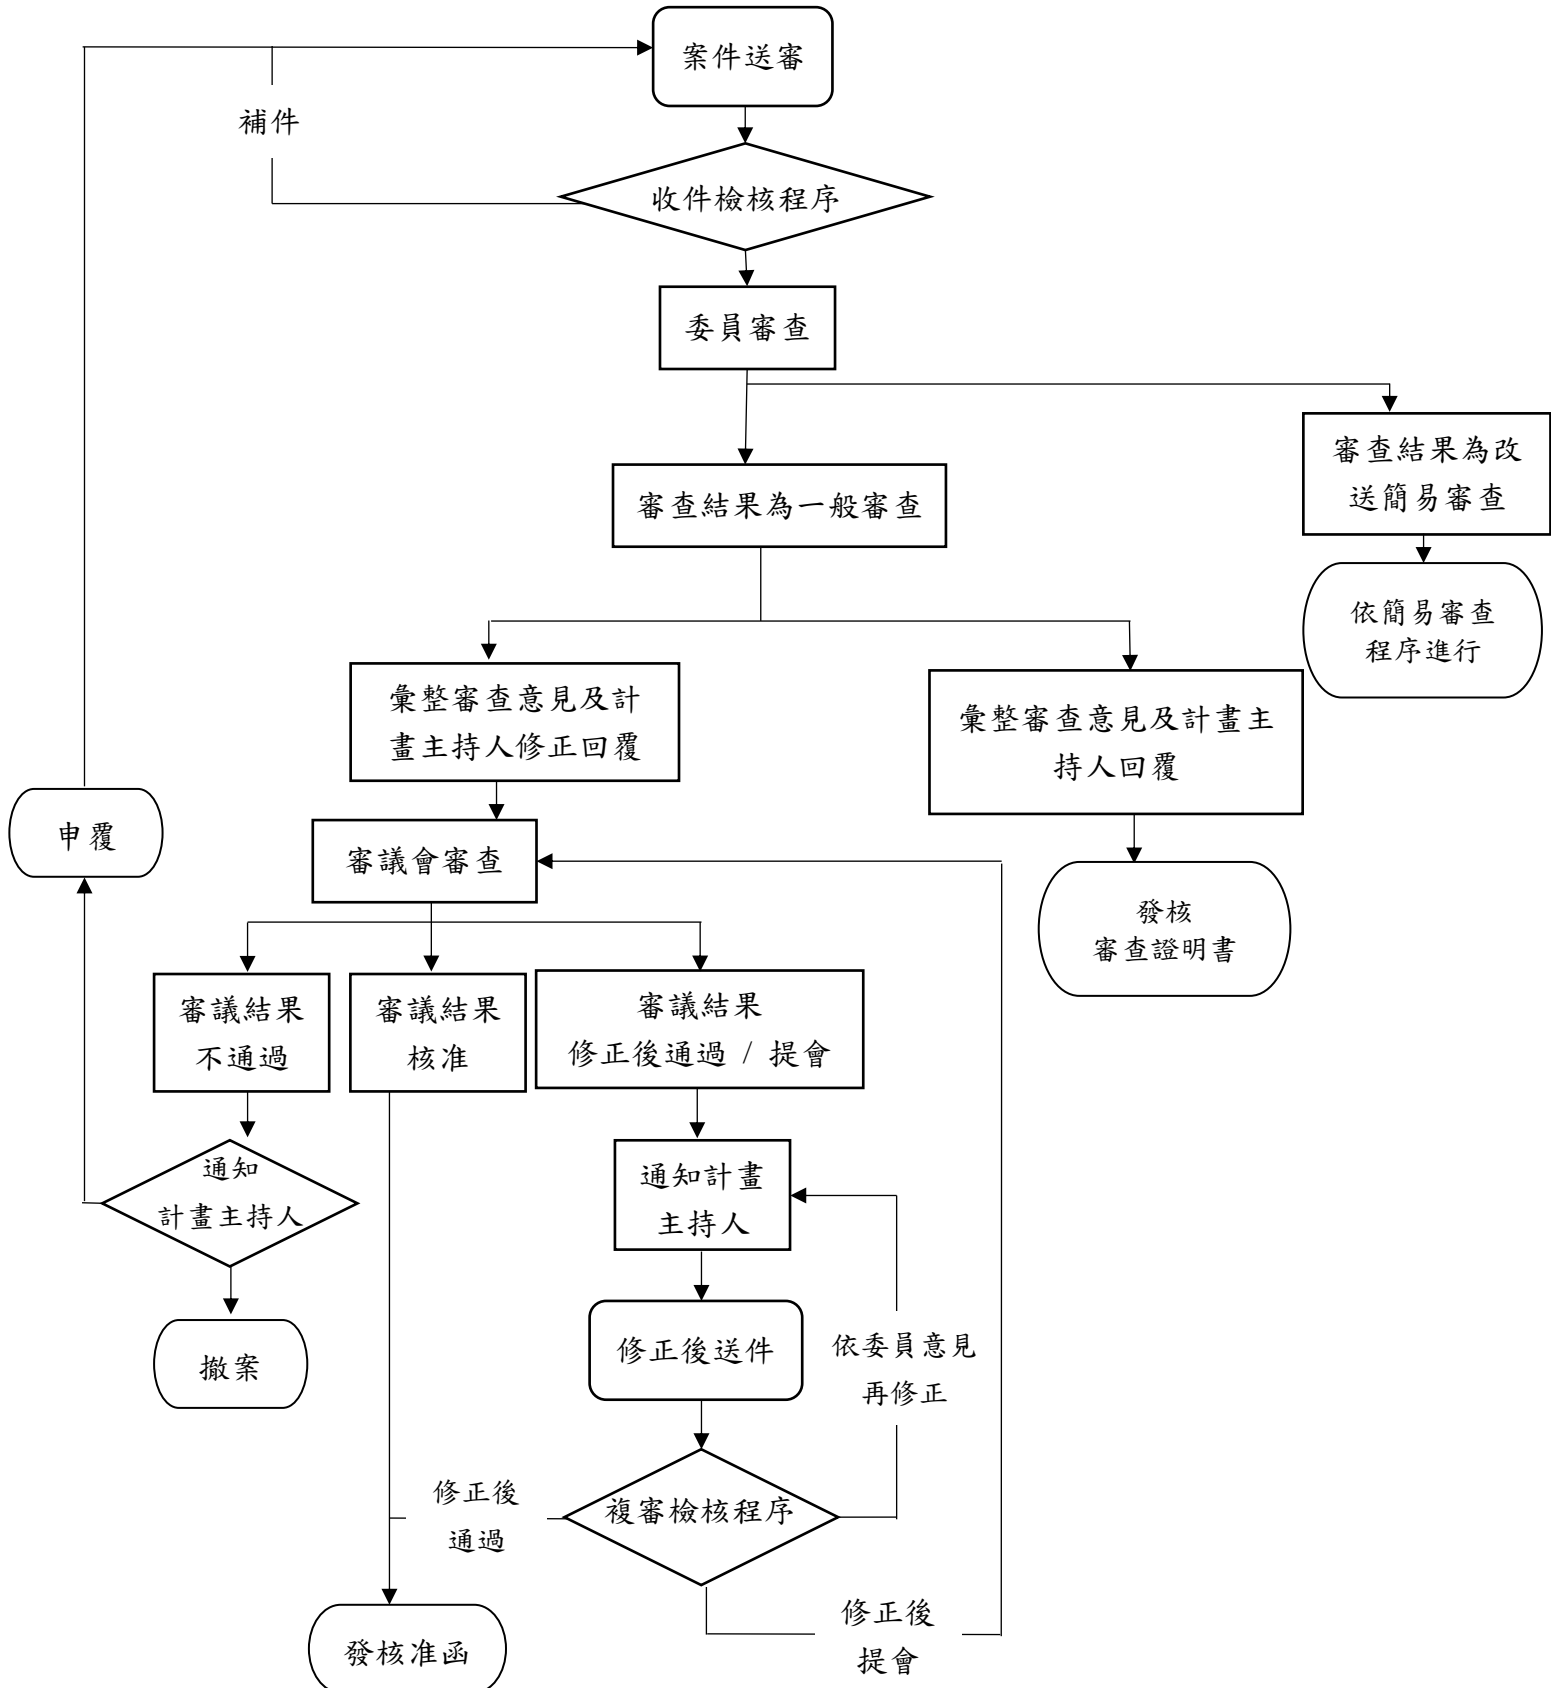 案件送審
補件
收件檢核程序
委員審查
審查結果為改
送簡易審查
審查結果為一般審查
依簡易審查
程序進行
彙整審查意見及計
畫主持人修正回覆
彙整審查意見及計畫主
持人回覆
申覆
審議會審查
發核
審查證明書
審議結果
不通過
審議結果
核准
審議結果
修正後通過 / 提會
通知
計畫主持人
通知計畫
主持人
撤案
修正後送件
依委員意見
再修正
修正後
通過
複審檢核程序
修正後
提會
發核准函